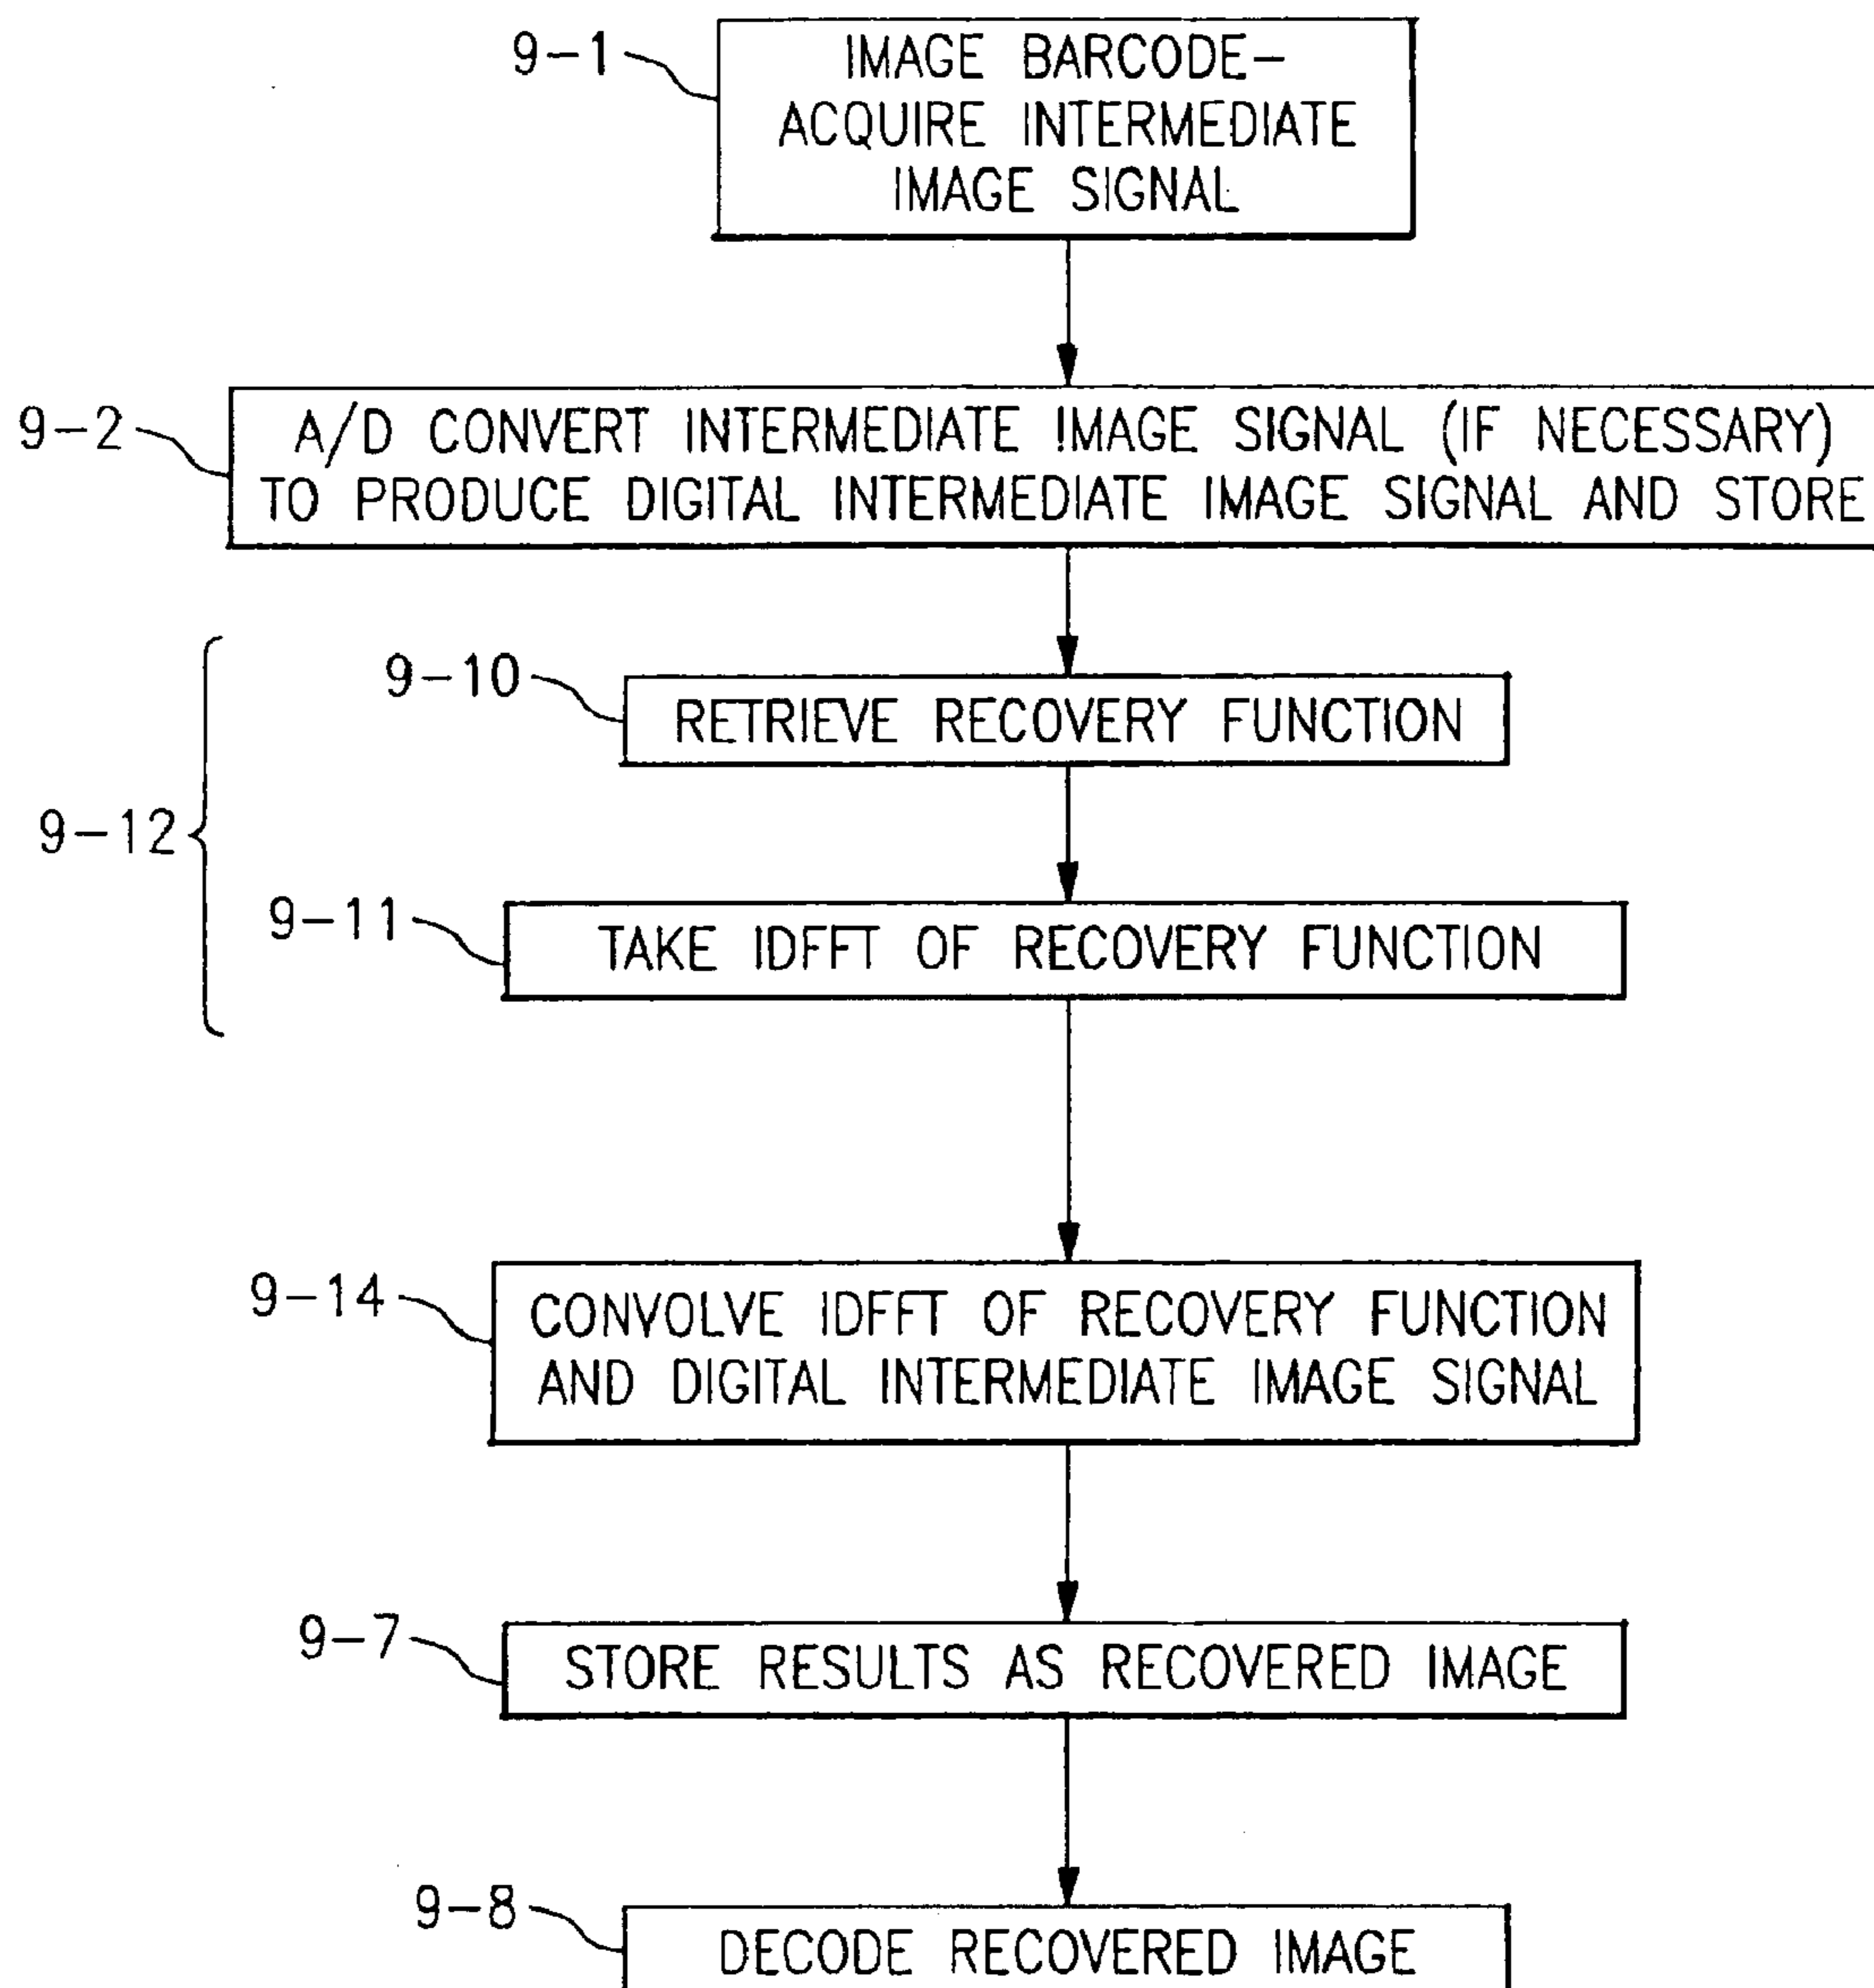 9-1
IMAGE BARCODE-
ACQUIRE INTERMEDIATE
IMAGE SIGNAL
9-2
A/D CONVERT INTERMEDIATE IMAGE SIGNAL (IF NECESSARY)
TO PRODUCE DIGITAL INTERMEDIATE IMAGE SIGNAL AND STORE
9-10
RETRIEVE RECOVERY FUNCTION
9-12
9-11
TAKE IDFFT OF RECOVERY FUNCTION
9-14
CONVOLVE IDFFT OF RECOVERY FUNCTION
AND DIGITAL INTERMEDIATE IMAGE SIGNAL
9-7
STORE RESULTS AS RECOVERED IMAGE
9-8
DECODE RECOVERED IMAGE